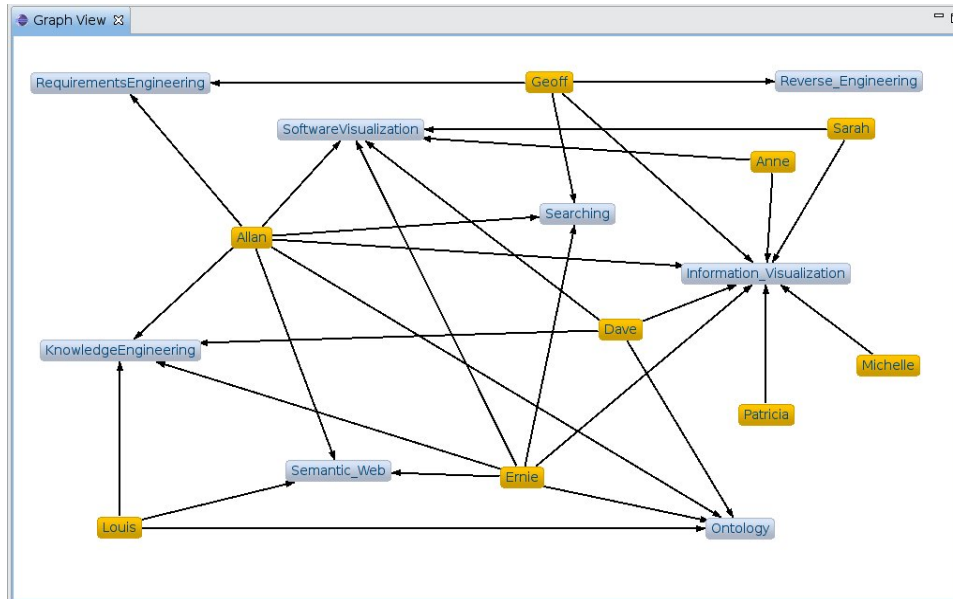 Graph View
RequirementsEngineering
Geoff
Reverse_Engineering
SoftwareVisualization
Sarah
Anne
Searching
Allan
Information_Visualization
Dave
KnowledgeEngineering
Michelle
Patricia
Semantic_Web
Ernie
Louis
Ontology